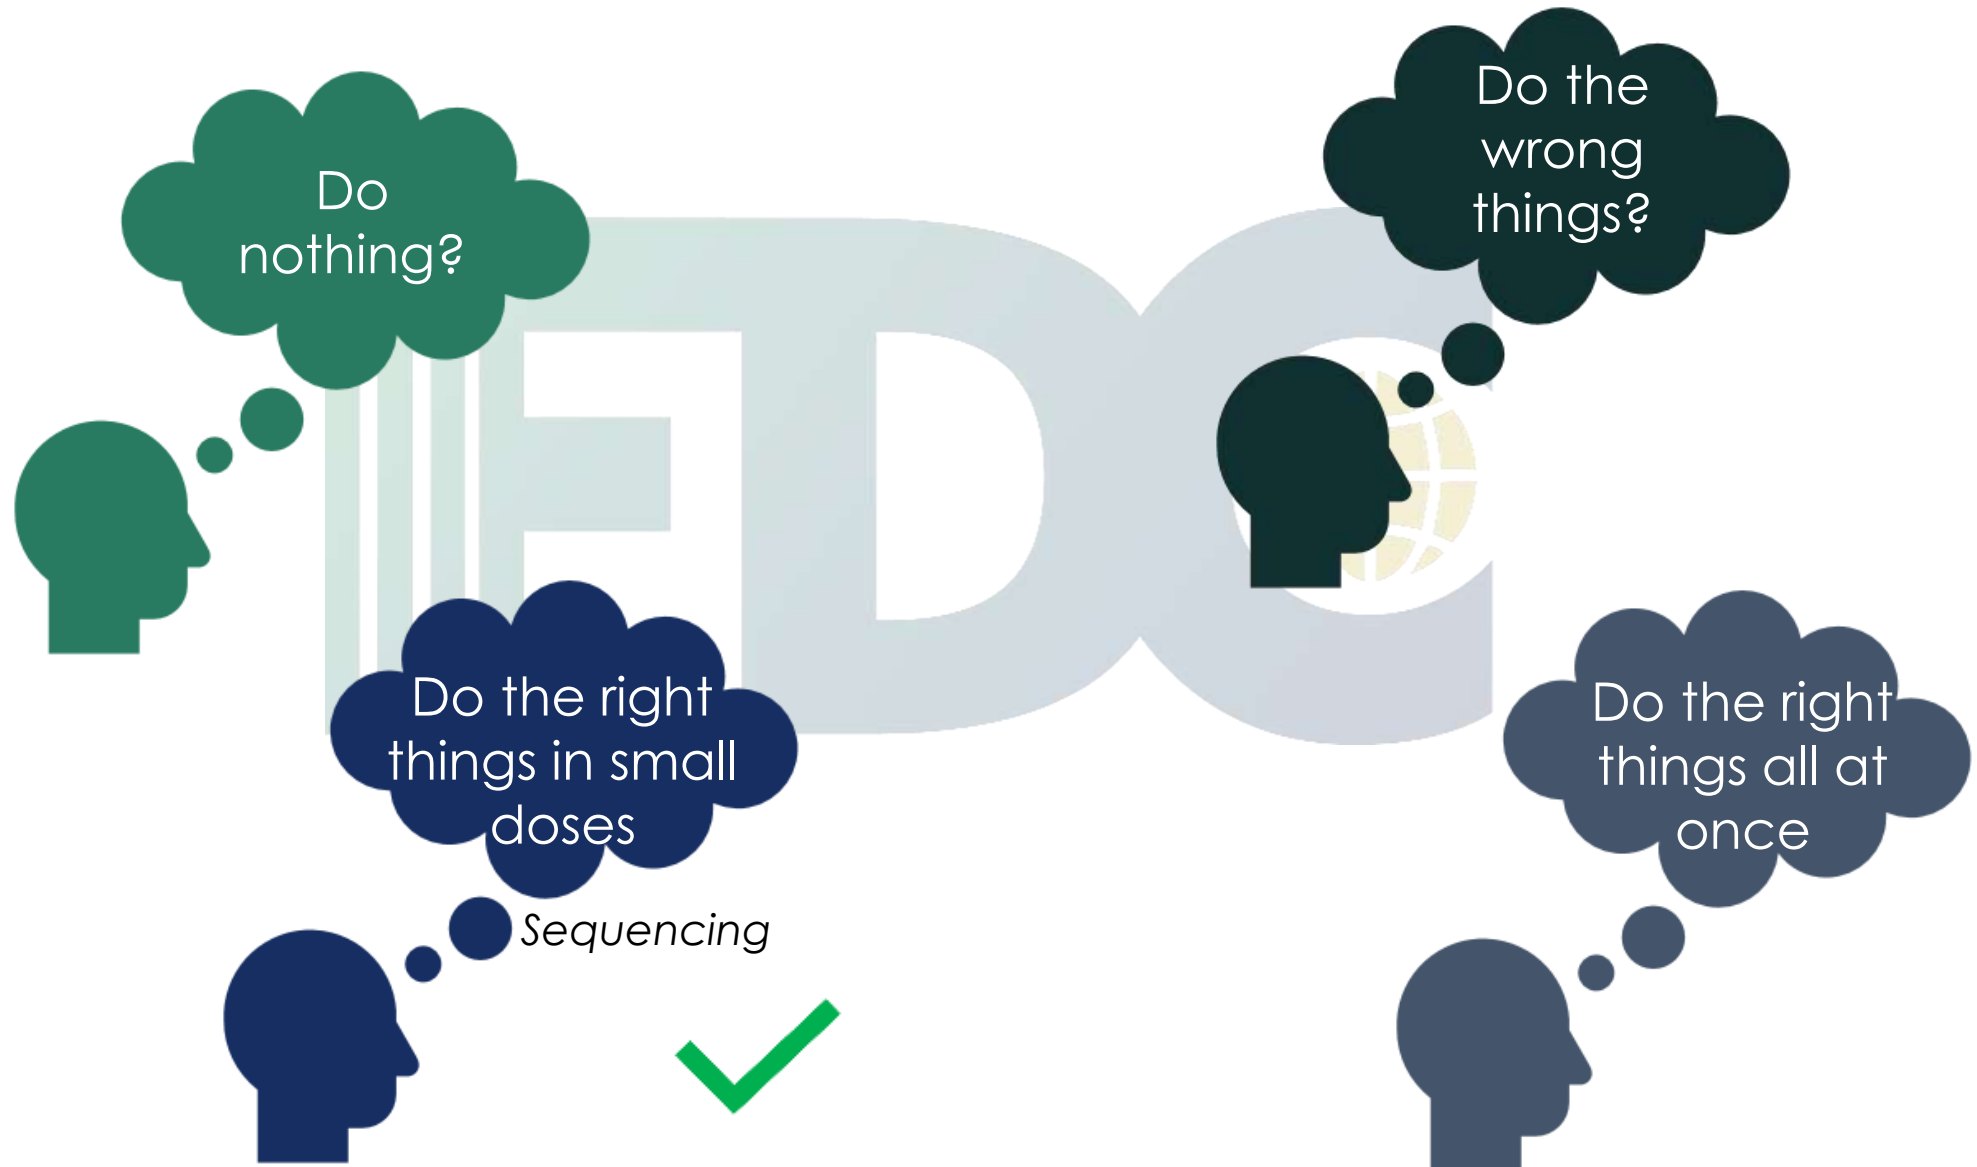 Do
nothing?
Do the
wrong
things?
Do the right
things in small
doses
Sequencing
Do the right
things all at
once
FDC